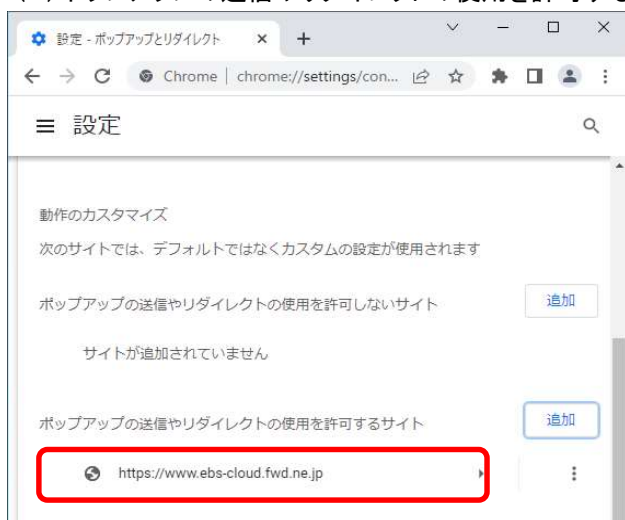 設定 - ポップアップとリダイレクト
Chrome | chrome://settings/con...
設定
動作のカスタマイズ
次のサイトでは、デフォルトではなくカスタムの設定が使用されます
ポップアップの送信やリダイレクトの使用を許可しないサイト 追加
サイトが追加されていません
ポップアップの送信やリダイレクトの使用を許可するサイト 追加
https://www.ebs-cloud.fwd.ne.jp